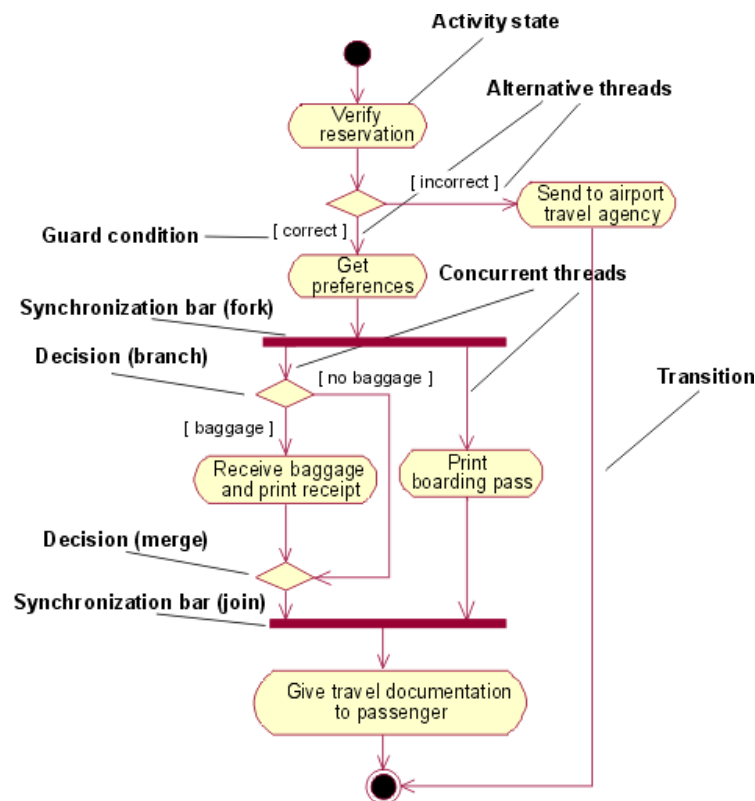 Activity state
Alternative threads
Verify
reservation
[ incorrect ]
Send to airport
travel agency
Guard condition
[ correct ]
Get
preferences
Concurrent threads
Synchronization bar (fork)
Decision (branch)
[ no baggage ]
Transition
[ baggage ]
Receive baggage
and print receipt
Print
boarding pass
Decision (merge)
Synchronization bar (join)
Give travel documentation
to passenger